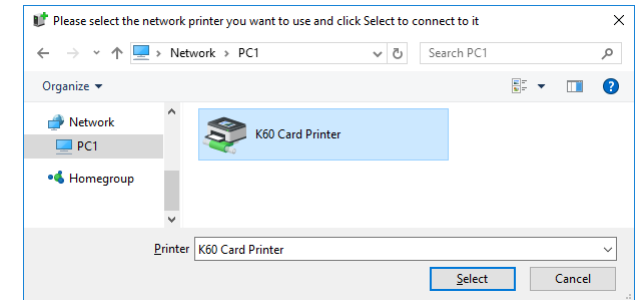 Please select the network printer you want to use and click Select to connect to it
Network > PC1
Search PC1
Organize
Network
PC1
Homegroup
K60 Card Printer
Printer K60 Card Printer
Select Cancel